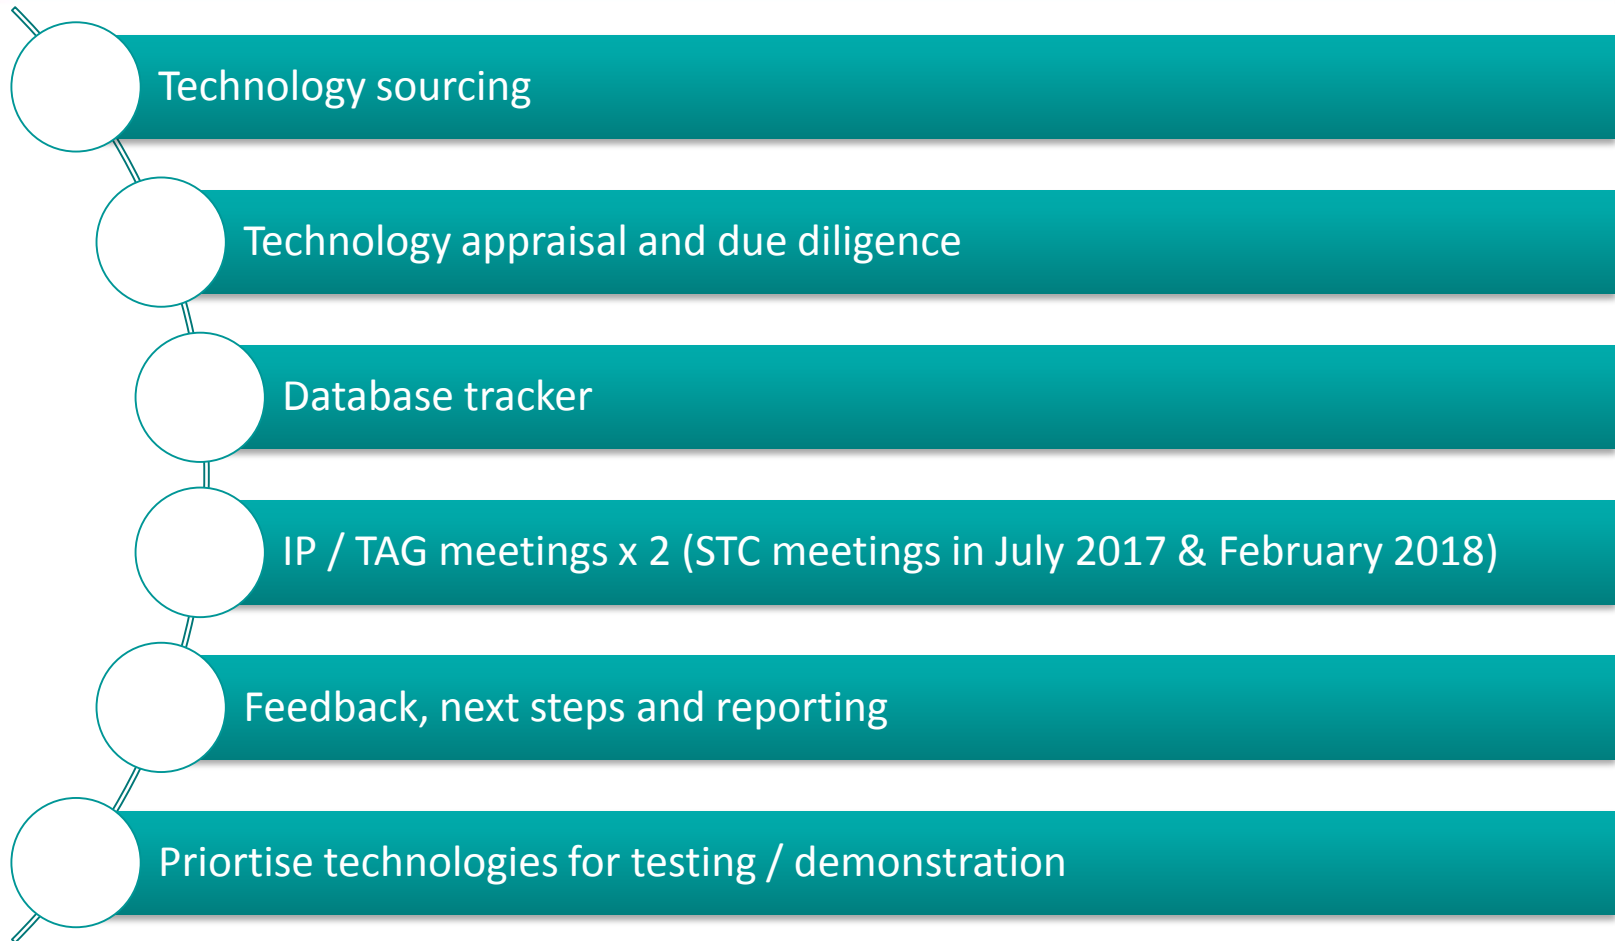 Technology sourcing
Technology appraisal and due diligence
Database tracker
IP / TAG meetings x 2 (STC meetings in July 2017 & February 2018)
Feedback, next steps and reporting
Priortise technologies for testing / demonstration